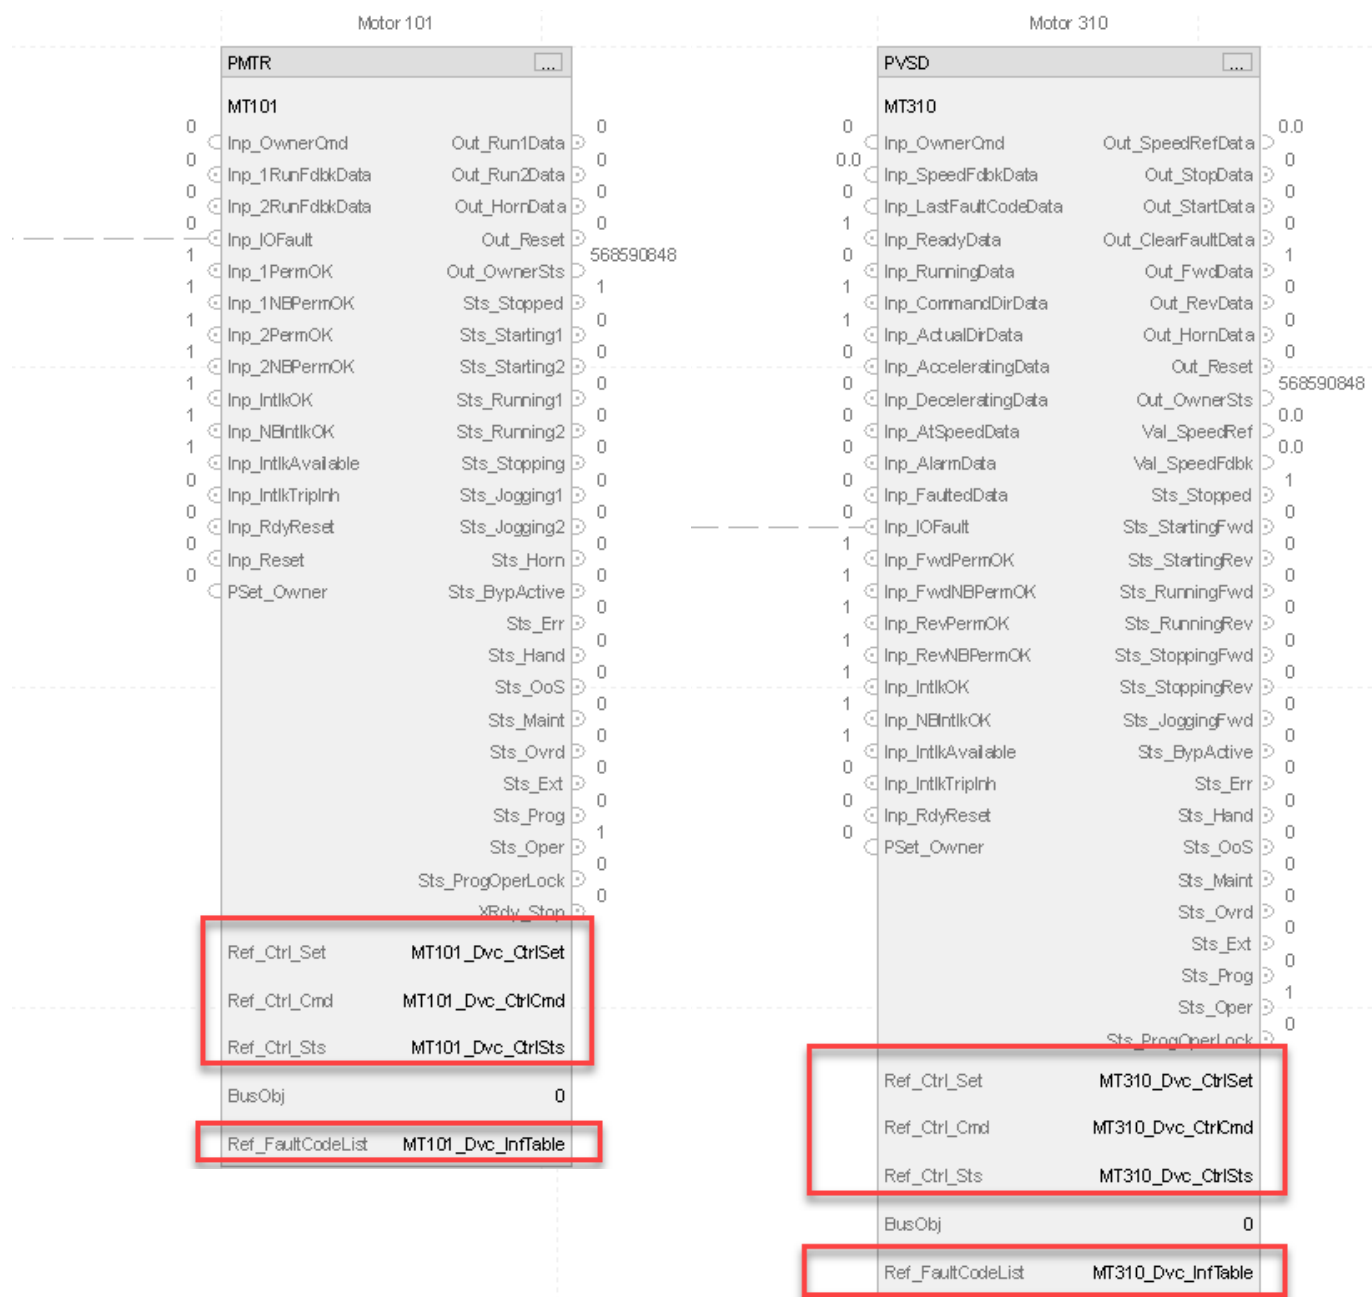 Motor 101
PMTR ...
MT101
0 Inp_OwnerCmd Out_Run1Data 0
0 Inp_1RunFdbkData Out_Run2Data 0
0 Inp_2RunFdbkData Out_HornData 0
0 Inp_IOFault Out_Reset 0
1 Inp_1PermOK Out_OwnerSts 568590848
1 Inp_1NBPermOK Sts_Stopped 1
1 Inp_2PermOK Sts_Starting1 0
1 Inp_2NBPermOK Sts_Starting2 0
1 Inp_IntlkOK Sts_Running1 0
1 Inp_NBIntlkOK Sts_Running2 0
1 Inp_IntlkAvailable Sts_Stopping 0
0 Inp_IntlkTripInh Sts_Jogging1 0
0 Inp_RdyReset Sts_Jogging2 0
0 Inp_Reset Sts_Horn 0
0 PSet_Owner Sts_BypActive 0
Sts_Err 0
Sts_Hand 0
Sts_OoS 0
Sts_Maint 0
Sts_Ovrd 0
Sts_Ext 0
Sts_Prog 0
Sts_Oper 1
Sts_ProgOperLock 0
XRdy_Stop 0
Ref_Ctrl_Set MT101_Dvc_CtrlSet
Ref_Ctrl_Cmd MT101_Dvc_CtrlCmd
Ref_Ctrl_Sts MT101_Dvc_CtrlSts
BusObj 0
Ref_FaultCodeList MT101_Dvc_InfTable
Motor 310
PVSD ...
MT310
0 Inp_OwnerCmd Out_SpeedRefData 0.0
0.0 Inp_SpeedFdbkData Out_StopData 0
0 Inp_LastFaultCodeData Out_StartData 0
1 Inp_ReadyData Out_ClearFaultData 0
0 Inp_RunningData Out_FwdData 1
1 Inp_CommandDirData Out_RevData 0
1 Inp_ActualDirData Out_HornData 0
0 Inp_AcceleratingData Out_Reset 0
0 Inp_DeceleratingData Out_OwnerSts 568590848
0 Inp_AtSpeedData Val_SpeedRef 0.0
0 Inp_AlarmData Val_SpeedFdbk 0.0
0 Inp_FaultedData Sts_Stopped 1
0 Inp_IOFault Sts_StartingFwd 0
1 Inp_FwdPermOK Sts_StartingRev 0
1 Inp_FwdNBPermOK Sts_RunningFwd 0
1 Inp_RevPermOK Sts_RunningRev 0
1 Inp_RevNBPermOK Sts_StoppingFwd 0
1 Inp_IntlkOK Sts_StoppingRev 0
1 Inp_NBIntlkOK Sts_JoggingFwd 0
1 Inp_IntlkAvailable Sts_BypActive 0
0 Inp_IntlkTripInh Sts_Err 0
0 Inp_RdyReset Sts_Hand 0
0 PSet_Owner Sts_OoS 0
Sts_Maint 0
Sts_Ovrd 0
Sts_Ext 0
Sts_Prog 0
Sts_Oper 1
Sts_ProgOperLock 0
Ref_Ctrl_Set MT310_Dvc_CtrlSet
Ref_Ctrl_Cmd MT310_Dvc_CtrlCmd
Ref_Ctrl_Sts MT310_Dvc_CtrlSts
BusObj 0
Ref_FaultCodeList MT310_Dvc_InfTable